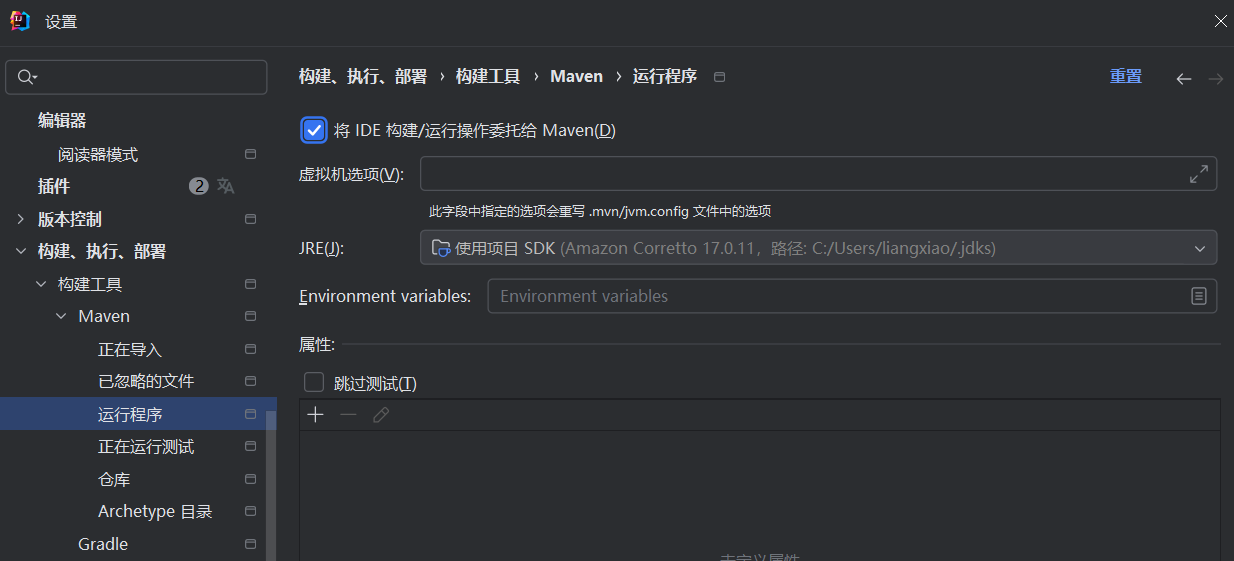 设置
构建、执行、部署 › 构建工具 › Maven › 运行程序
重置
编辑器
阅读器模式
插件 2
版本控制
构建、执行、部署
构建工具
Maven
正在导入
已忽略的文件
运行程序
正在运行测试
仓库
Archetype 目录
Gradle
将 IDE 构建/运行操作委托给 Maven(D)
虚拟机选项(V):
此字段中指定的选项会重写 .mvn/jvm.config 文件中的选项
JRE(J): 使用项目 SDK (Amazon Corretto 17.0.11，路径: C:/Users/liangxiao/.jdks)
Environment variables: Environment variables
属性:
跳过测试(T)
未定义属性